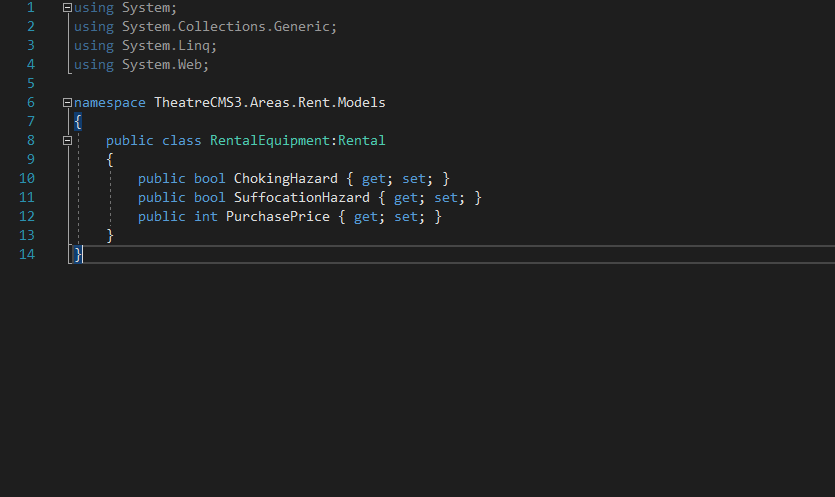 1 using System;
2 using System.Collections.Generic;
3 using System.Linq;
4 using System.Web;
5
6 namespace TheatreCMS3.Areas.Rent.Models
7 {
8 public class RentalEquipment:Rental
9 {
10 public bool ChokingHazard { get; set; }
11 public bool SuffocationHazard { get; set; }
12 public int PurchasePrice { get; set; }
13 }
14 }